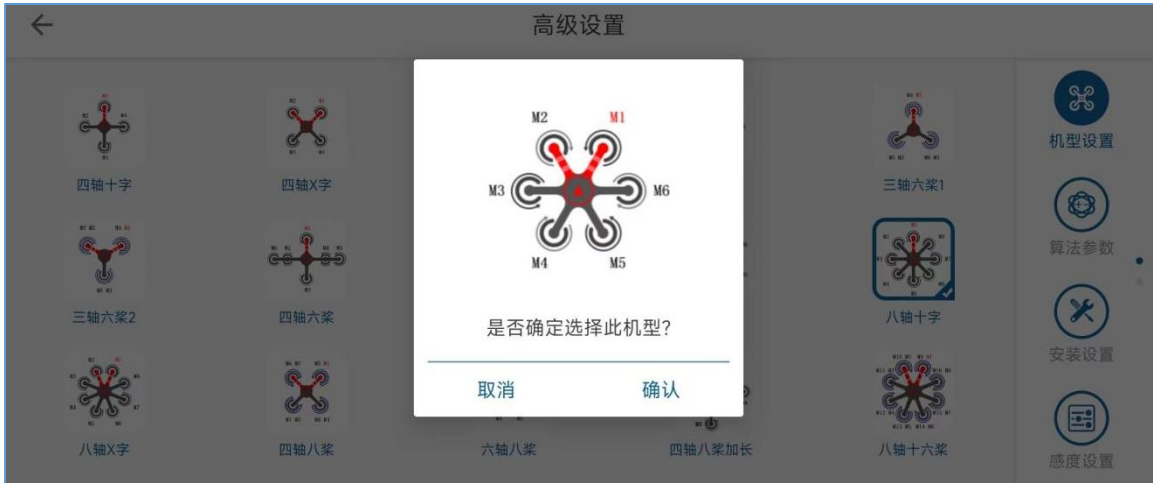 高级设置
M2 M1
M3 M6
M4 M5
是否确定选择此机型?
取消 确认
四轴十字
四轴X字
三轴六桨1
三轴六桨2
四轴六桨
八轴十字
八轴X字
四轴八桨
六轴八桨
四轴八桨加长
八轴十六桨
机型设置
算法参数
安装设置
感度设置